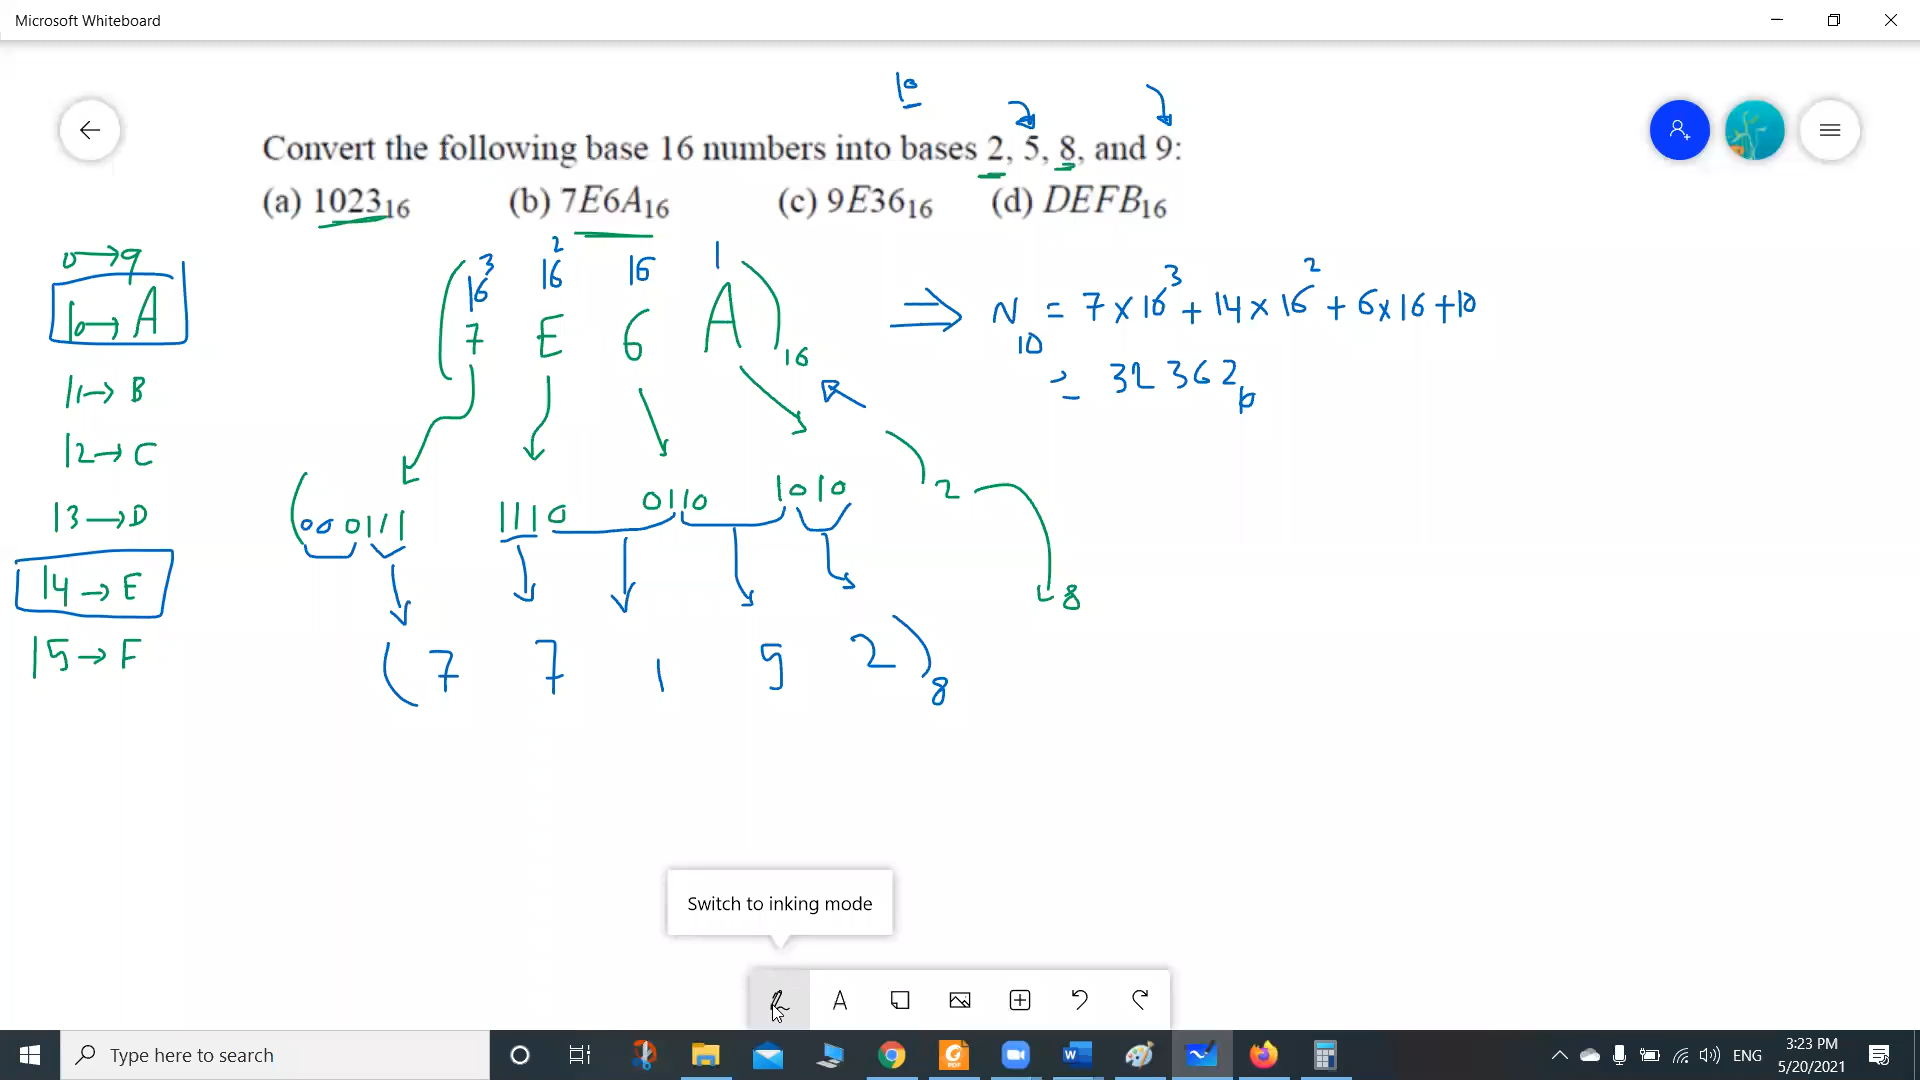 Microsoft Whiteboard
10
Convert the following base 16 numbers into bases 2, 5, 8, and 9:
(a) 1023₁₆ (b) 7E6A₁₆ (c) 9E36₁₆ (d) DEFB₁₆
0→9
10→A
11→B
12→C
13→D
14→E
15→F
16³ 16² 16 1
(7 E 6 A)₁₆
⇒ N₁₀ = 7×16³ + 14×16² + 6×16 + 10
= 32362₁₀
(000111 1110 0110 1010)₂ → 8
(7 7 1 5 2)₈
Switch to inking mode
Type here to search
ENG
3:23 PM
5/20/2021